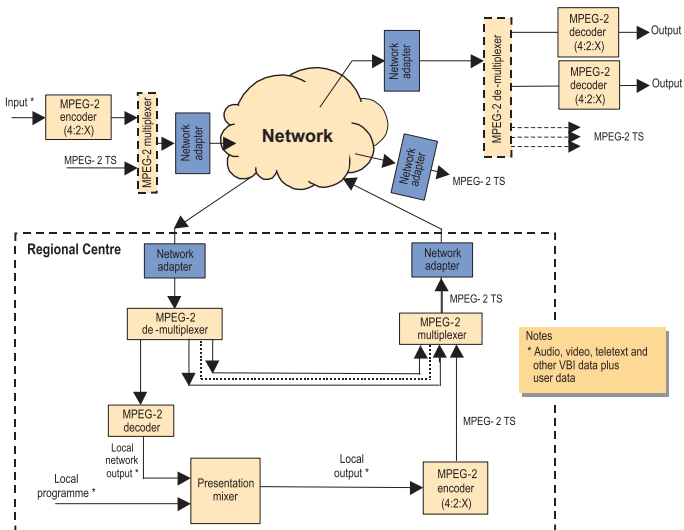 Input *
MPEG-2
encoder
(4:2:X)
MPEG- 2 TS
MPEG-2 multiplexer
Network
adapter
Network
Network
adapter
Network
adapter
MPEG- 2 TS
MPEG-2 de -multiplexer
MPEG-2
decoder
(4:2:X)
Output
MPEG-2
decoder
(4:2:X)
Output
MPEG- 2 TS
Regional Centre
Network
adapter
MPEG-2
de -multiplexer
MPEG-2
decoder
Local
network
output *
Local
programme *
Presentation
mixer
Local
output *
MPEG-2
encoder
(4:2:X)
MPEG- 2 TS
MPEG-2
multiplexer
MPEG- 2 TS
Network
adapter
Notes
* Audio, video, teletext and
other VBI data plus
user data